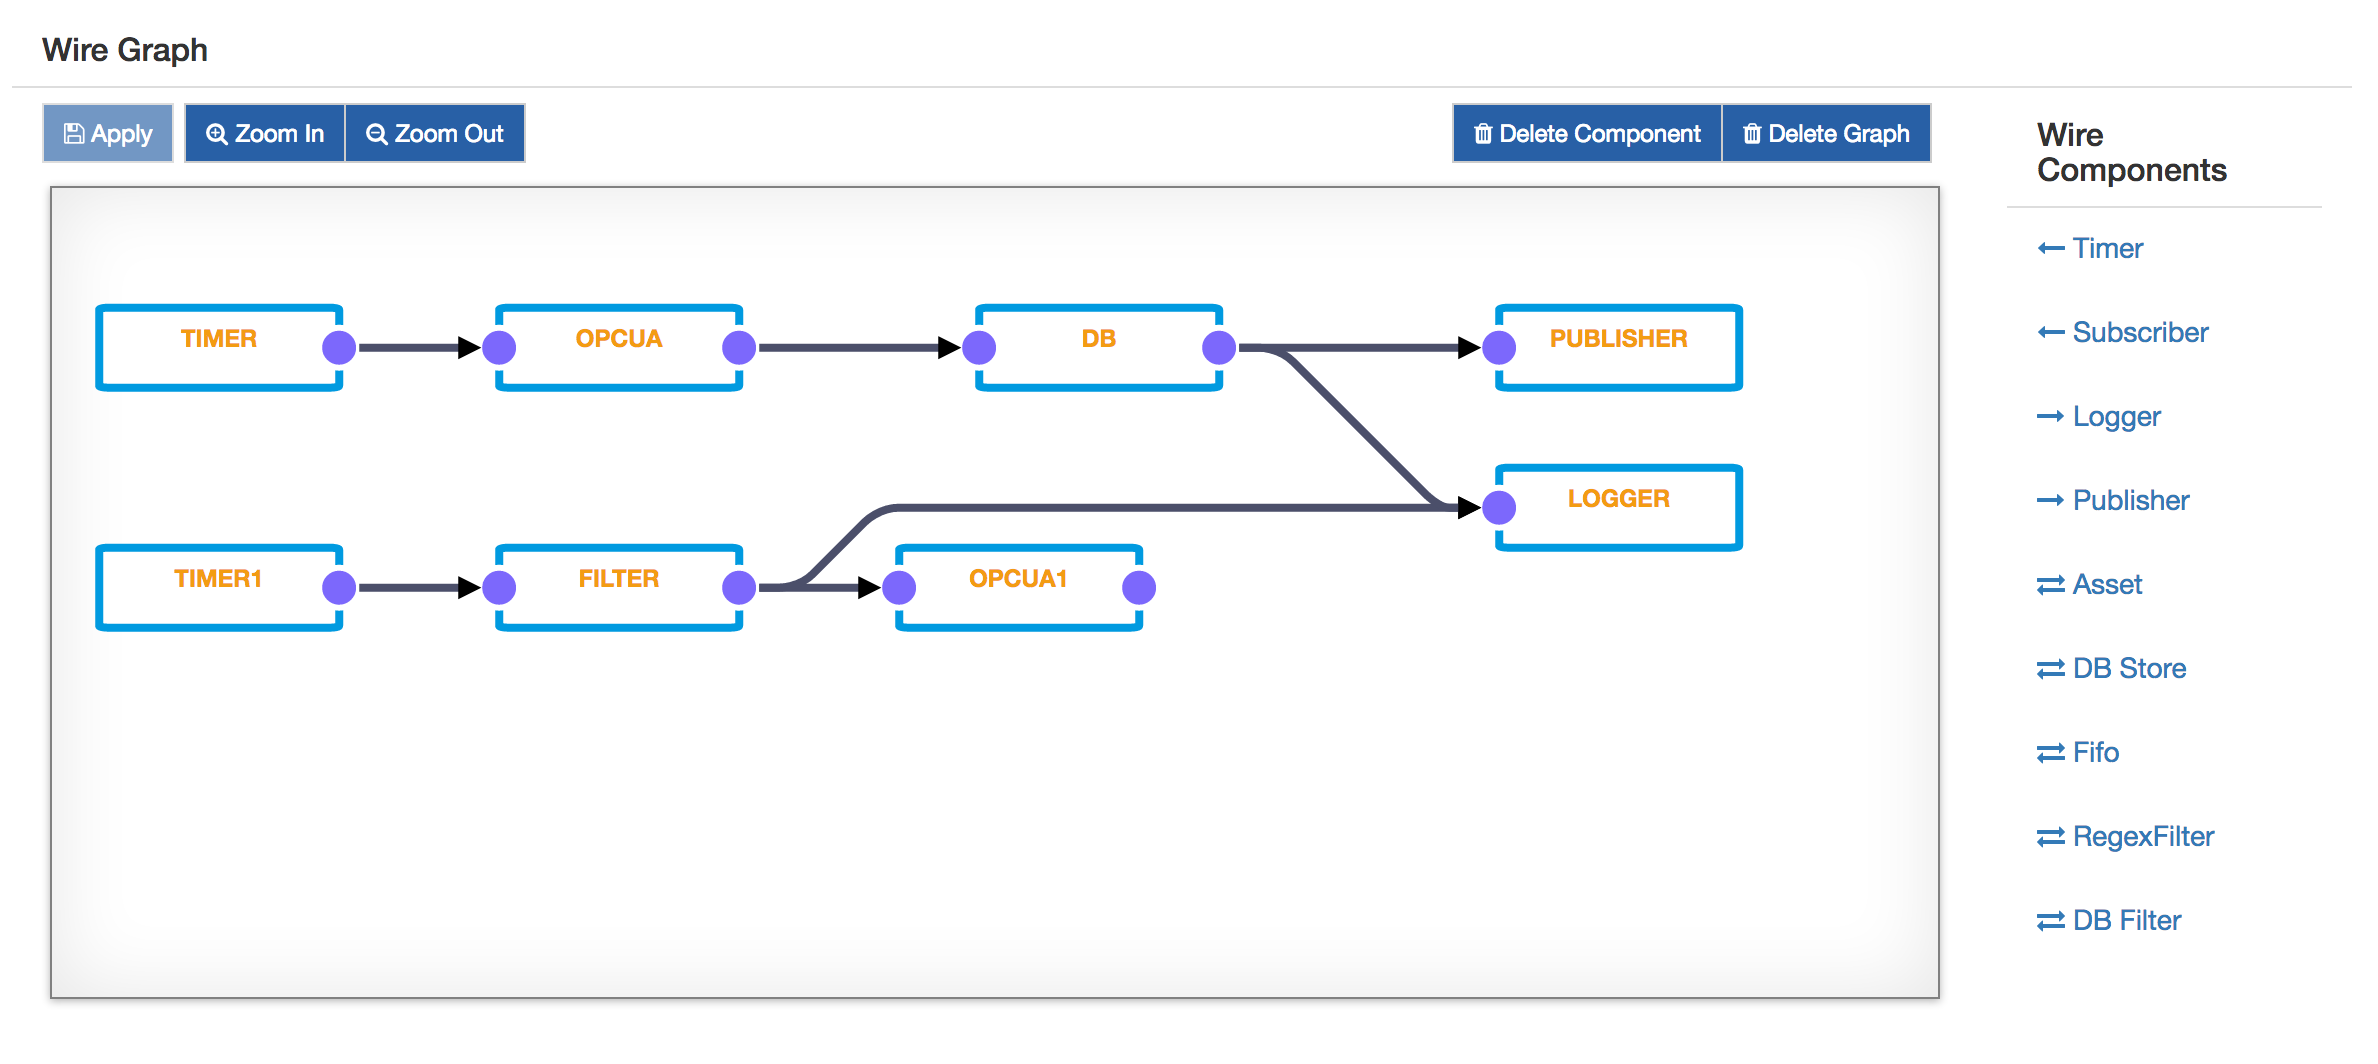 Wire Graph
Apply
Zoom In
Zoom Out
Delete Component
Delete Graph
TIMER
OPCUA
DB
PUBLISHER
LOGGER
TIMER1
FILTER
OPCUA1
Wire
Components
Timer
Subscriber
Logger
Publisher
Asset
DB Store
Fifo
RegexFilter
DB Filter